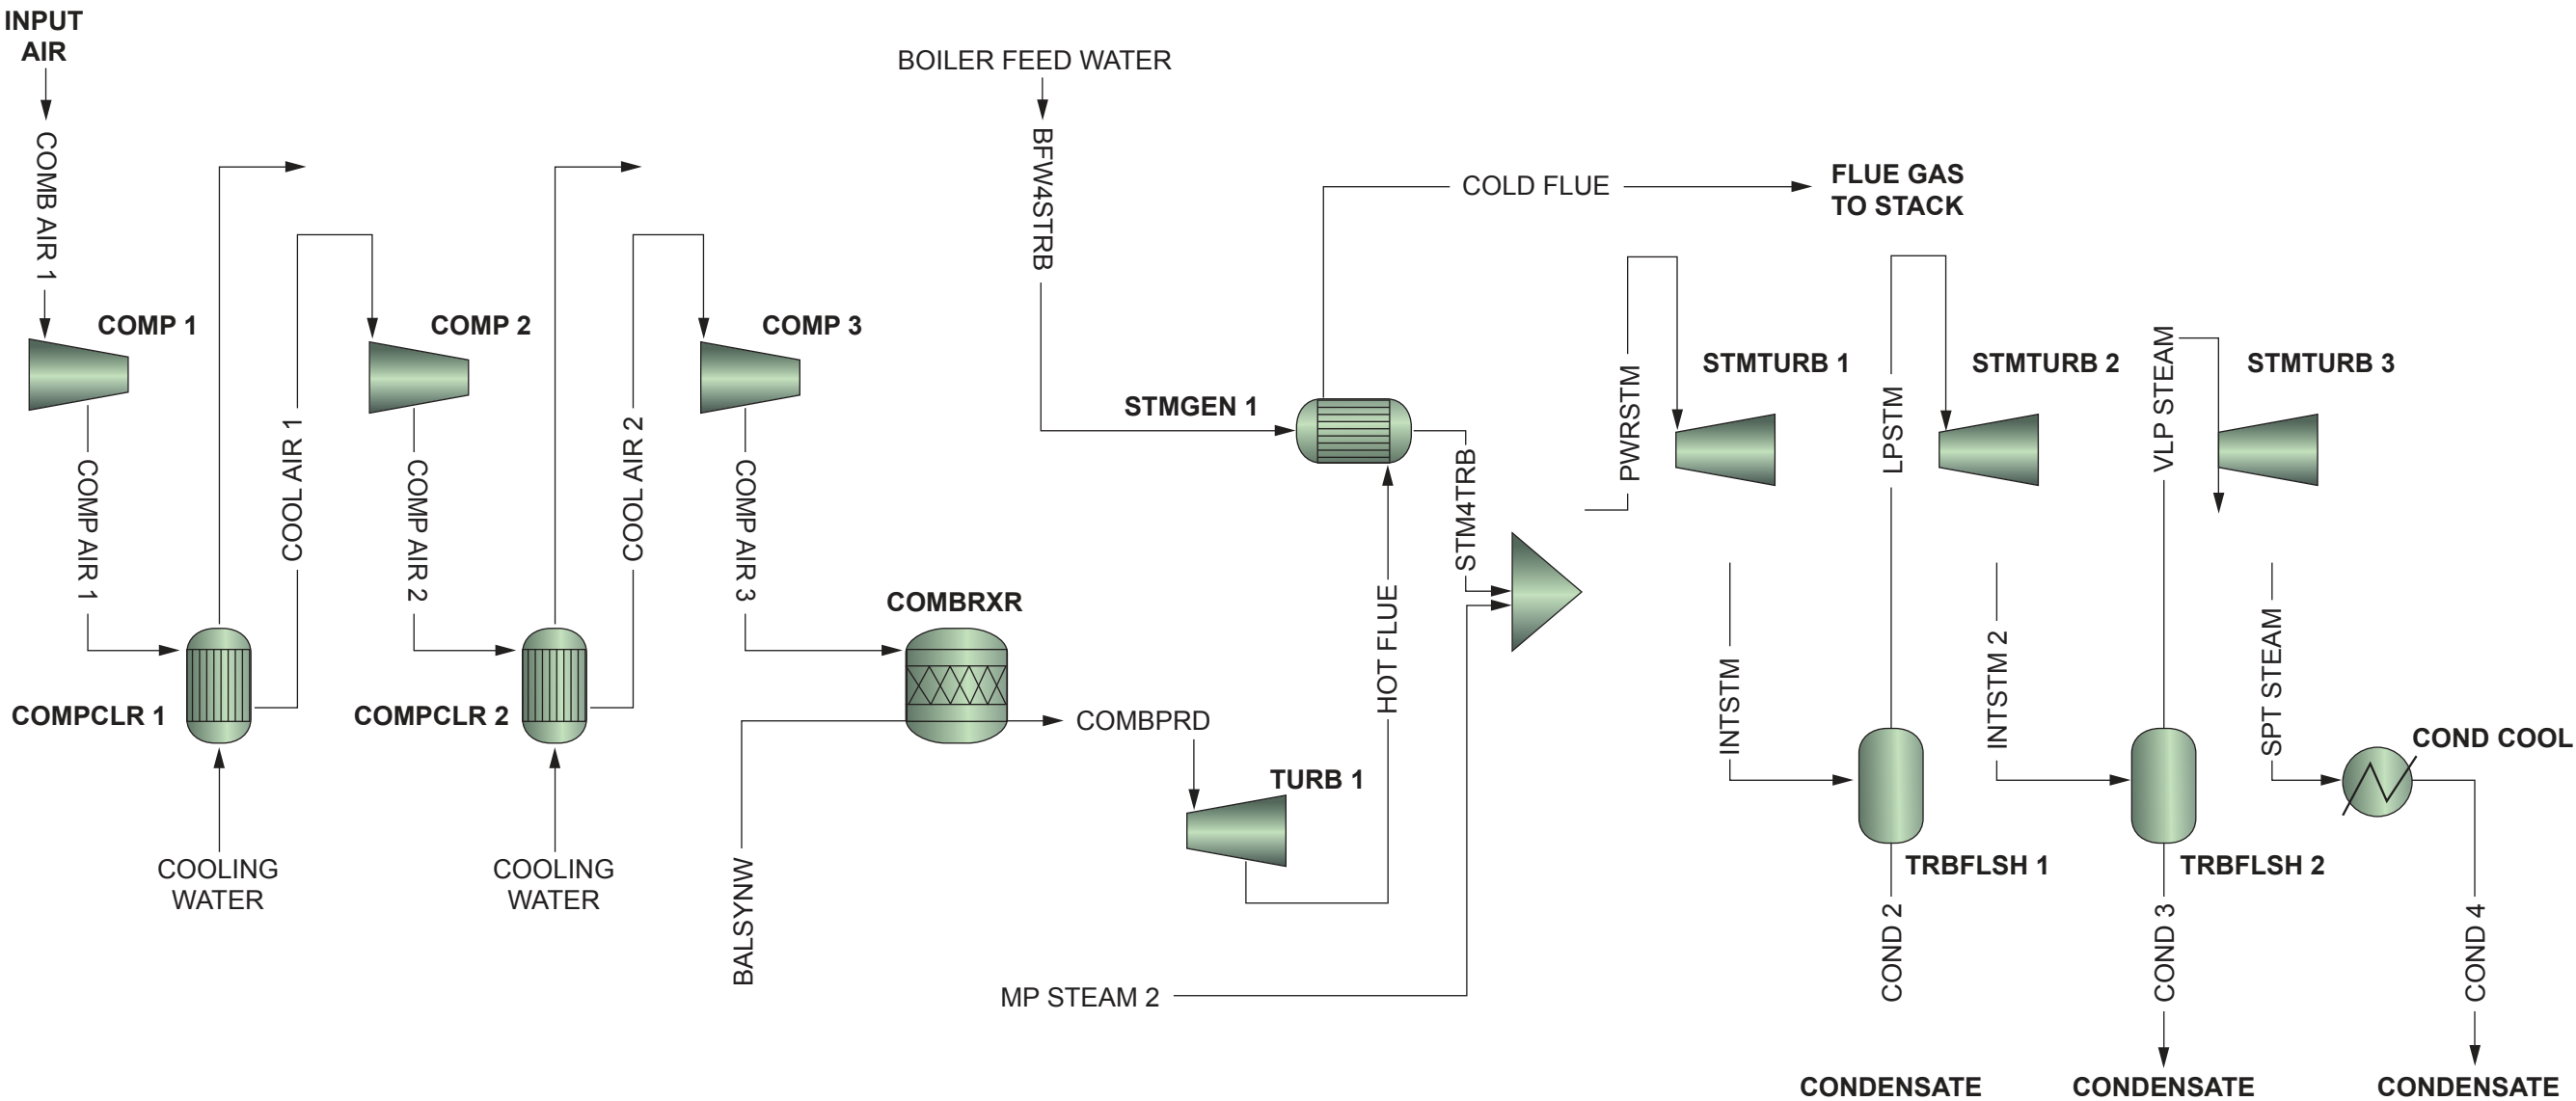 INPUT
AIR
COMB AIR 1
COMP 1
COMP AIR 1
COMPCLR 1
COOLING
WATER
COOL AIR 1
COMP 2
COMP AIR 2
COMPCLR 2
COOLING
WATER
COOL AIR 2
COMP 3
COMP AIR 3
COMBRXR
BALSYNW
COMBPRD
TURB 1
HOT FLUE
BOILER FEED WATER
BFW4STRB
STMGEN 1
COLD FLUE
FLUE GAS
TO STACK
STM4TRB
MP STEAM 2
PWRSTM
STMTURB 1
INTSTM
LPSTM
TRBFLSH 1
COND 2
CONDENSATE
STMTURB 2
INTSTM 2
VLP STEAM
TRBFLSH 2
COND 3
CONDENSATE
STMTURB 3
SPT STEAM
COND COOL
COND 4
CONDENSATE